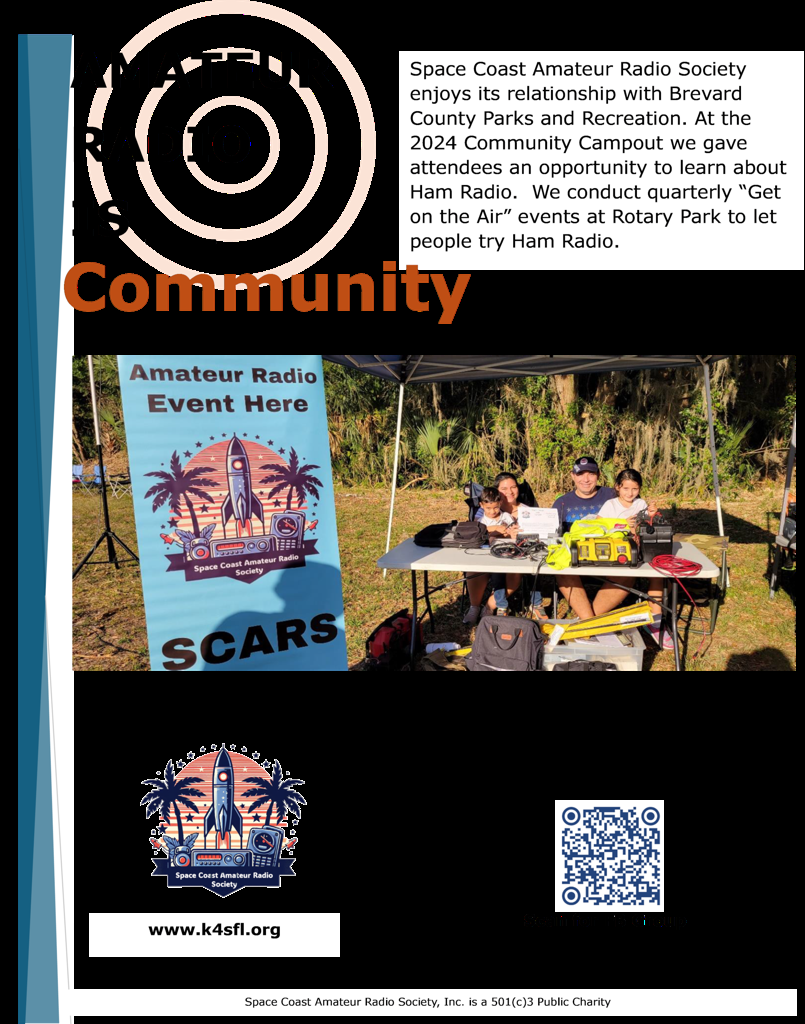 AMATEUR
RADIO
IS
Community
Space Coast Amateur Radio Society
enjoys its relationship with Brevard
County Parks and Recreation. At the
2024 Community Campout we gave
attendees an opportunity to learn about
Ham Radio.  We conduct quarterly “Get
on the Air” events at Rotary Park to let
people try Ham Radio.
Amateur Radio
Event Here
Space Coast Amateur Radio
Society
SCARS
Space Coast Amateur Radio
Society
www.k4sfl.org
Space Coast Amateur Radio Society, Inc. is a 501(c)3 Public Charity